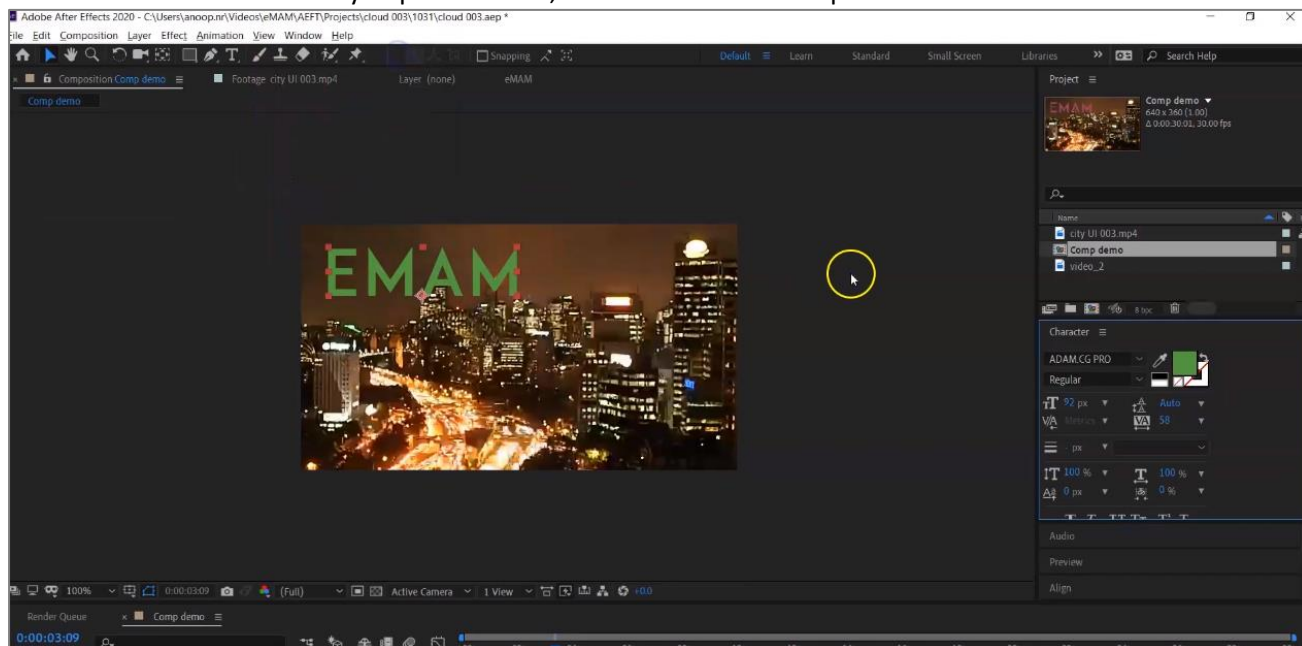 Adobe After Effects 2020 - C:\Users\anoop.nr\Videos\eMAM\AEFT\Projects\cloud 003\1031\cloud 003.aep *
File Edit Composition Layer Effect Animation View Window Help
Snapping Default Learn Standard Small Screen Libraries Search Help
Composition Comp demo Footage city UI 003.mp4 Layer (none) eMAM
Comp demo
Project
EMAM
Comp demo
640 x 360 (1.00)
Δ 0:00:30:01, 30.00 fps
Name
city UI 003.mp4
Comp demo
video_2
8 bpc
EMAM
Character
ADAM.CG PRO
Regular
92 px Auto
Metrics 58
- px
100 % 100 %
0 px 0 %
Audio
Preview
Align
100% 0:00:03:09 (Full) Active Camera 1 View +0.0
Render Queue Comp demo
0:00:03:09